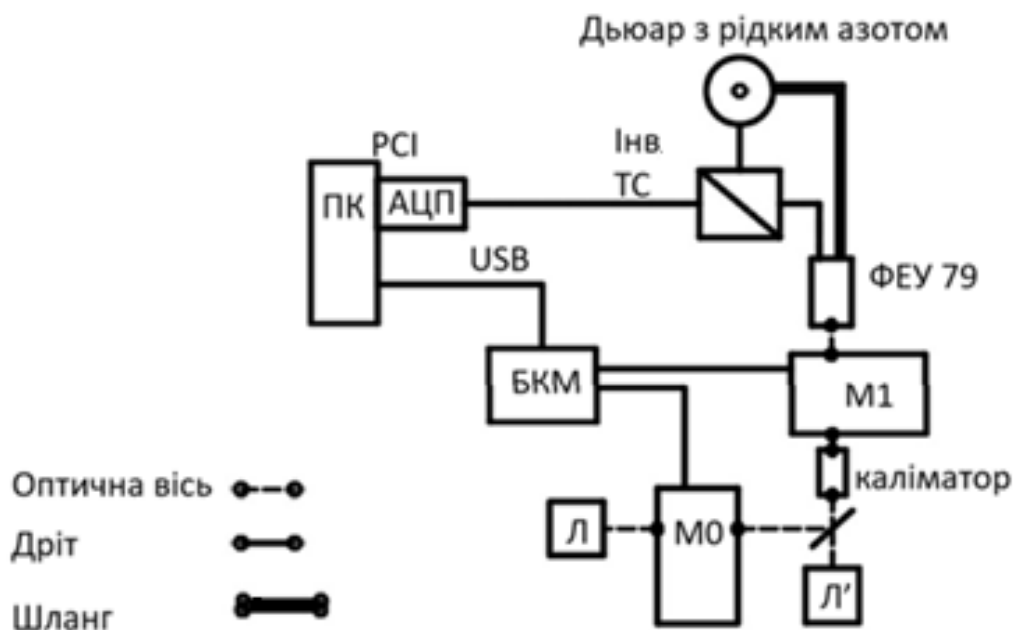 Дьюар з рідким азотом
Інв.
ТС
PCI
ПК
АЦП
USB
ФЕУ 79
БКМ
М1
каліматор
Оптична вісь
Дріт
Шланг
Л
М0
Л'